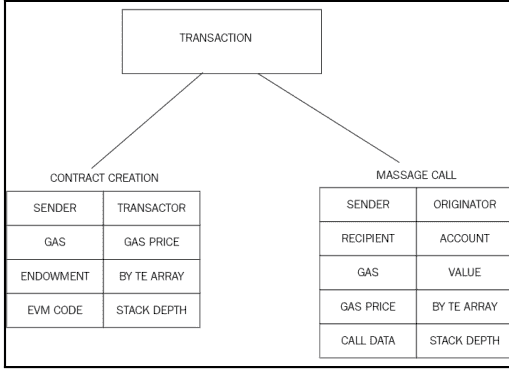 TRANSACTION
CONTRACT CREATION
SENDER TRANSACTOR
GAS GAS PRICE
ENDOWMENT BY TE ARRAY
EVM CODE STACK DEPTH
MASSAGE CALL
SENDER ORIGINATOR
RECIPIENT ACCOUNT
GAS VALUE
GAS PRICE BY TE ARRAY
CALL DATA STACK DEPTH